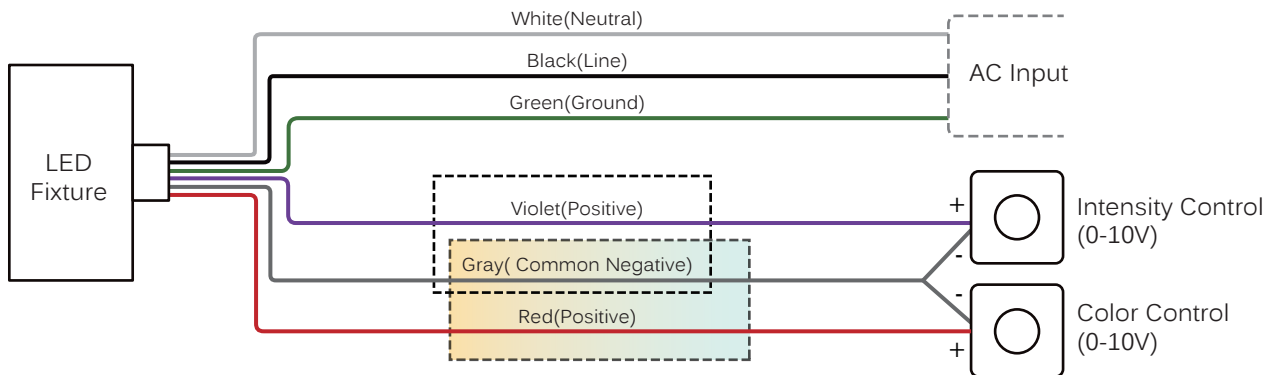 White(Neutral)
Black(Line)
AC Input
Green(Ground)
LED
Fixture
Violet(Positive)
+
Intensity Control
(0-10V)
-
Gray( Common Negative)
-
Red(Positive)
Color Control
(0-10V)
+